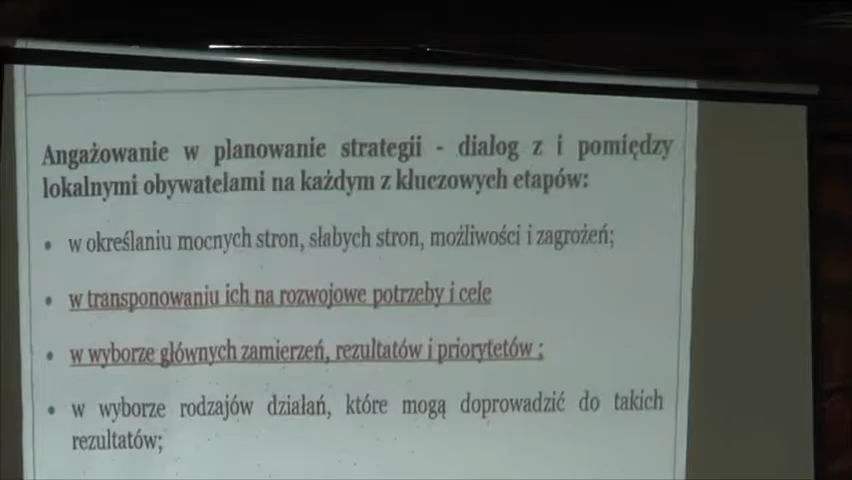 Angażowanie w planowanie strategii - dialog z i pomiędzy
lokalnymi obywatelami na każdym z kluczowych etapów:
• w określaniu mocnych stron, słabych stron, możliwości i zagrożeń;
• w transponowaniu ich na rozwojowe potrzeby i cele
• w wyborze głównych zamierzeń, rezultatów i priorytetów ;
• w wyborze rodzajów działań, które mogą doprowadzić do takich
rezultatów;